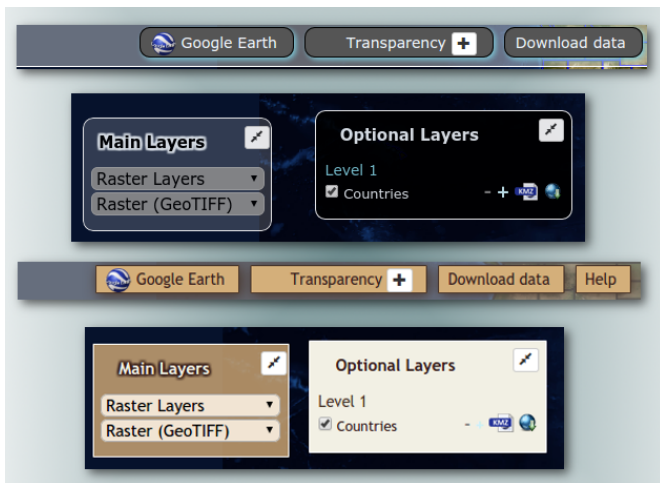 Google Earth Transparency + Download data
Main Layers
Raster Layers
Raster (GeoTIFF)
Optional Layers
Level 1
Countries - + KMZ
Google Earth Transparency + Download data Help
Main Layers
Raster Layers
Raster (GeoTIFF)
Optional Layers
Level 1
Countries - KMZ